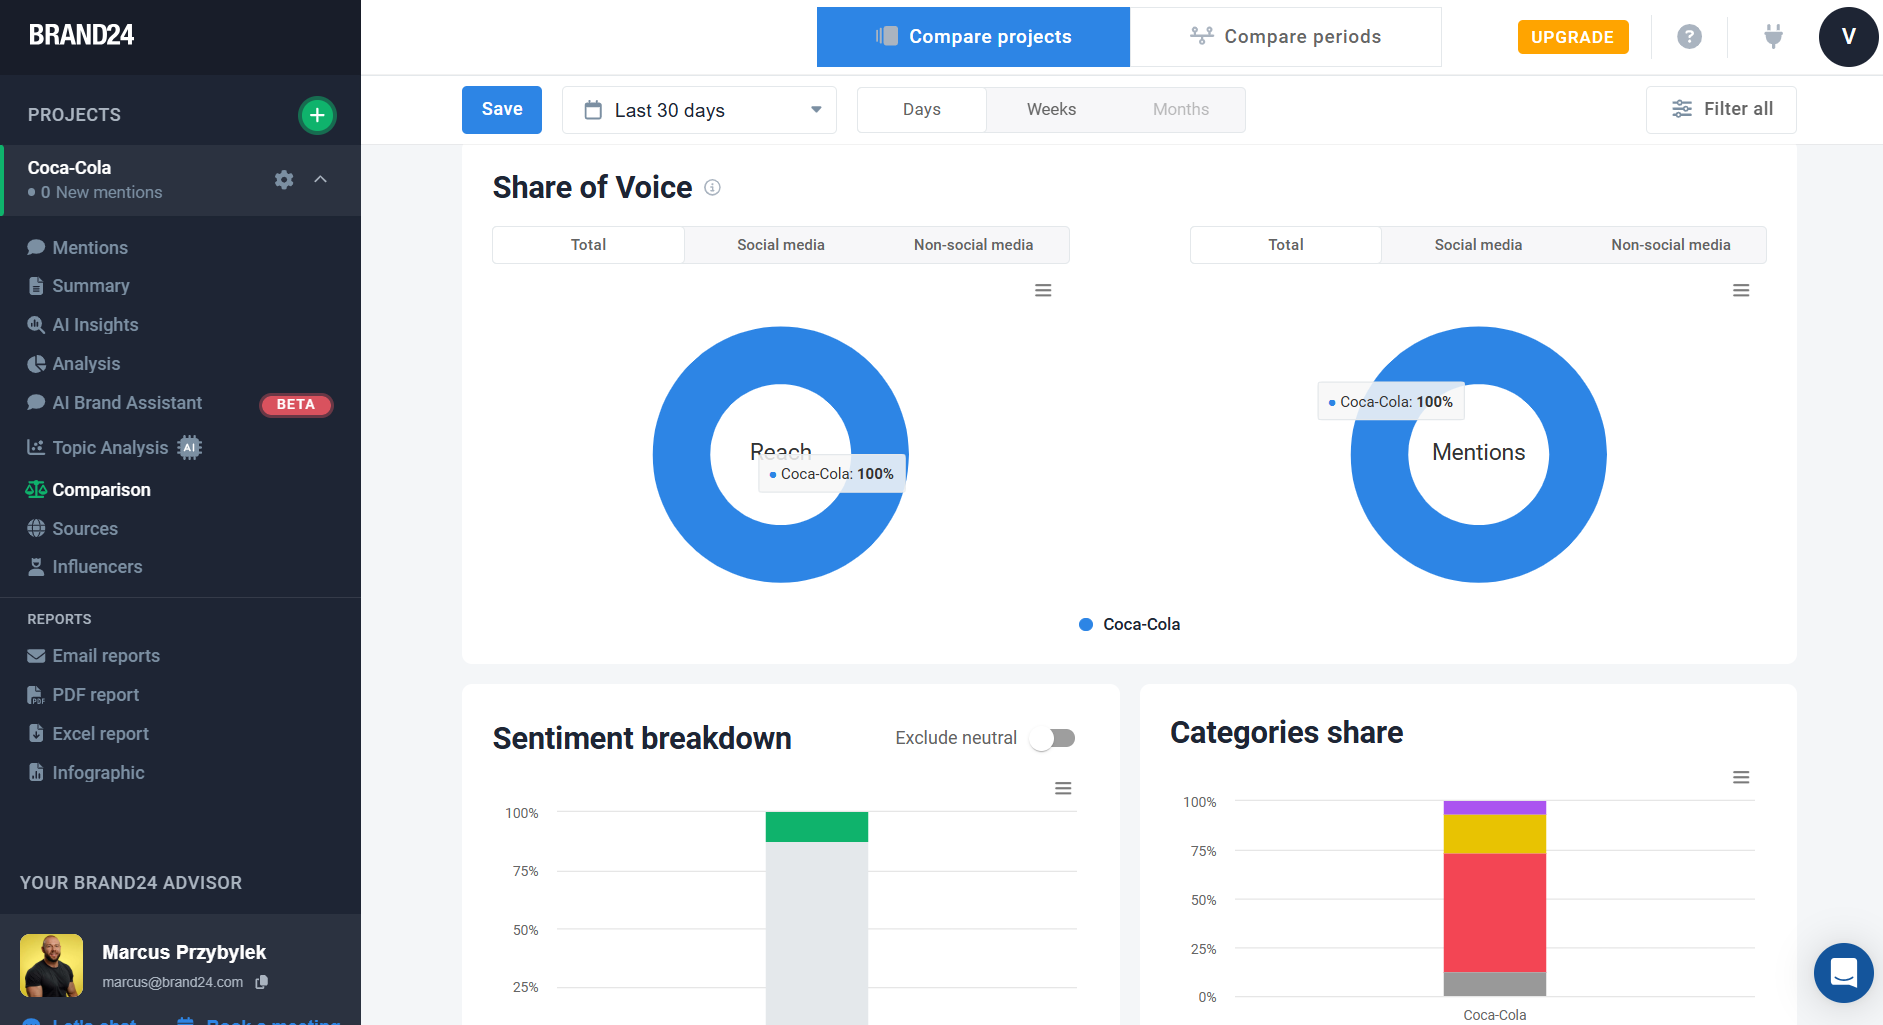 BRAND24
Compare projects
Compare periods
UPGRADE
?
V
PROJECTS
+
Save
Last 30 days
Days
Weeks
Months
Filter all
Coca-Cola
0 New mentions
Mentions
Summary
AI Insights
Analysis
AI Brand Assistant
BETA
Topic Analysis
AI
Comparison
Sources
Influencers
REPORTS
Email reports
PDF report
Excel report
Infographic
YOUR BRAND24 ADVISOR
Marcus Przybylek
marcus@brand24.com
Let's chat
Book a meeting
Share of Voice
Total
Social media
Non-social media
Total
Social media
Non-social media
Reach
Coca-Cola: 100%
Coca-Cola: 100%
Mentions
Coca-Cola
Sentiment breakdown
Exclude neutral
100%
75%
50%
25%
Categories share
100%
75%
50%
25%
0%
Coca-Cola